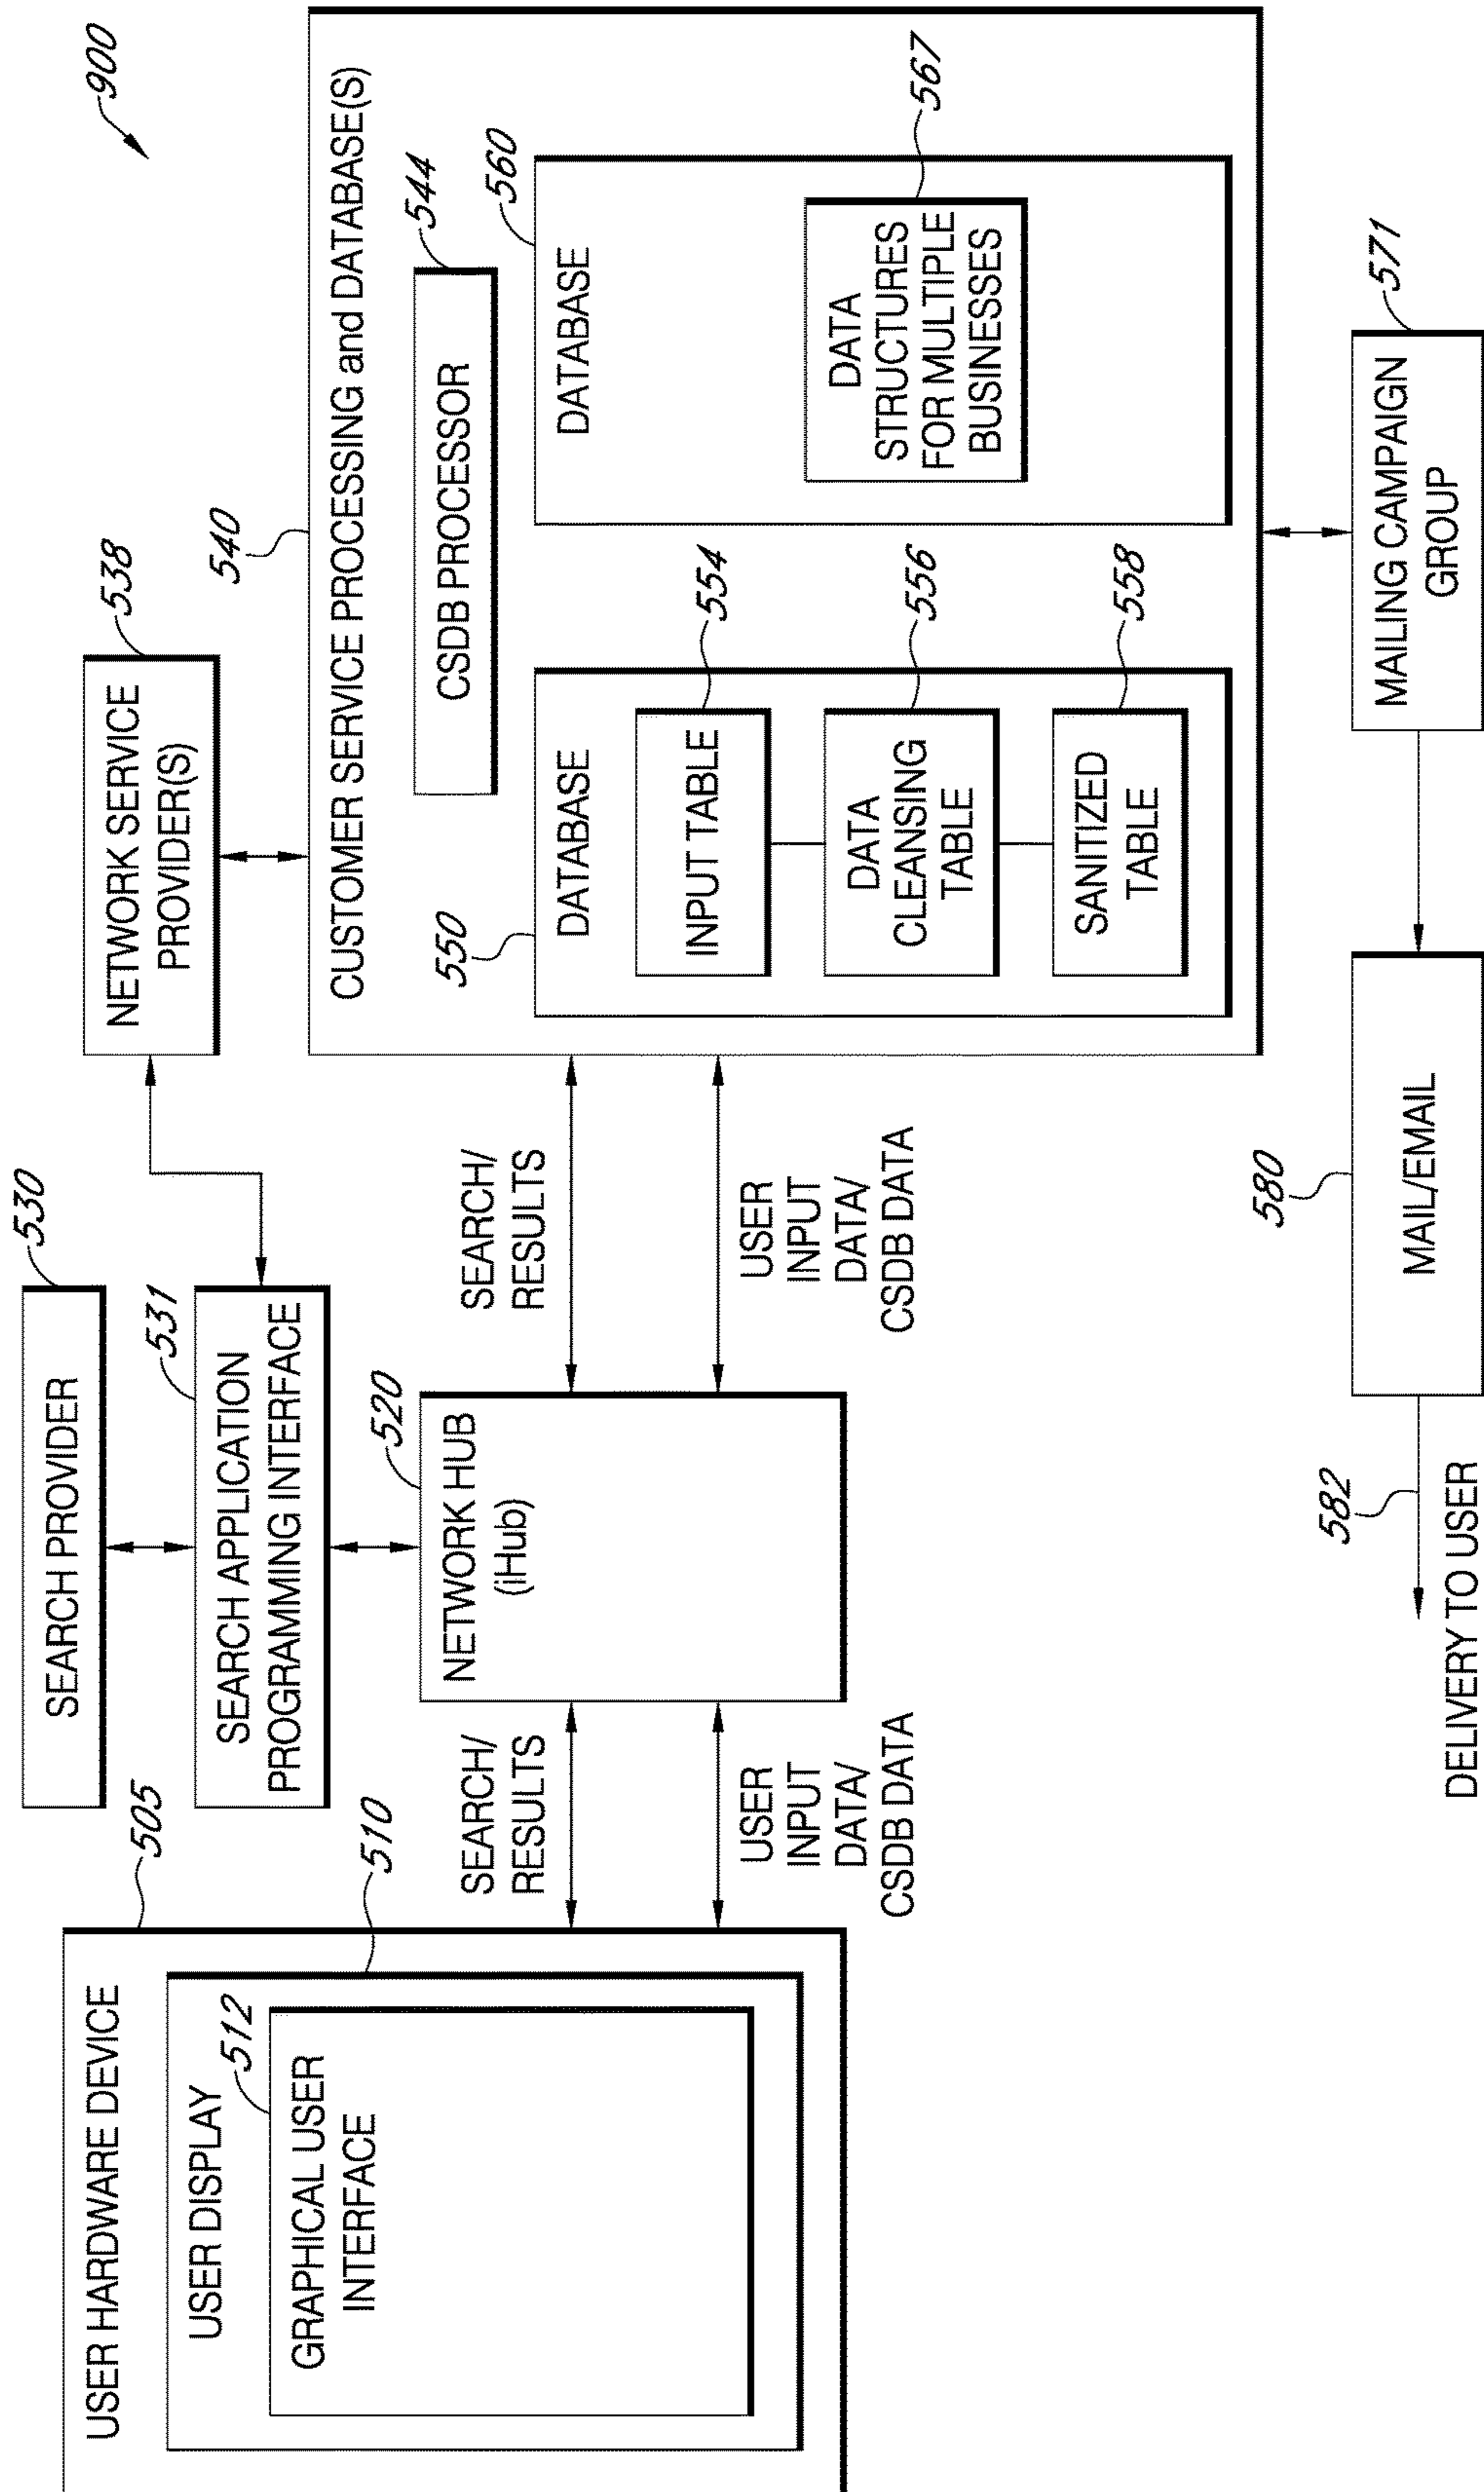 900
USER HARDWARE DEVICE
505
USER DISPLAY
510
GRAPHICAL USER
INTERFACE
512
SEARCH PROVIDER
530
SEARCH APPLICATION
PROGRAMMING INTERFACE
531
NETWORK HUB
(iHub)
520
SEARCH/
RESULTS
USER
INPUT
DATA/
CSDB DATA
SEARCH/
RESULTS
USER
INPUT
DATA/
CSDB DATA
NETWORK SERVICE
PROVIDER(S)
538
540
CUSTOMER SERVICE PROCESSING and DATABASE(S)
CSDB PROCESSOR
544
550
DATABASE
INPUT TABLE
554
DATA
CLEANSING
TABLE
556
SANITIZED
TABLE
558
560
DATABASE
DATA
STRUCTURES
FOR MULTIPLE
BUSINESSES
567
MAILING CAMPAIGN
GROUP
571
580
MAIL/EMAIL
582
DELIVERY TO USER